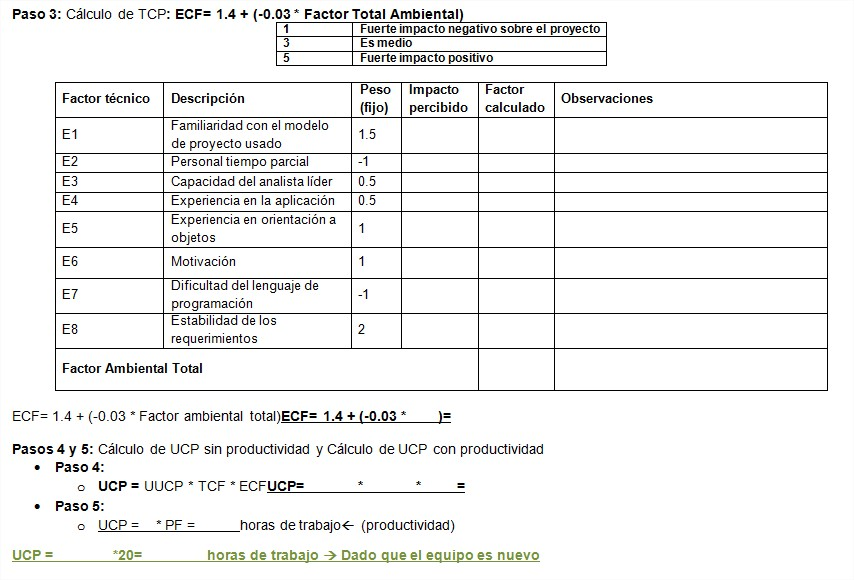 Paso 3: Cálculo de TCP: ECF= 1.4 + (-0.03 * Factor Total Ambiental)
1 Fuerte impacto negativo sobre el proyecto
3 Es medio
5 Fuerte impacto positivo
Factor técnico Descripción Peso (fijo) Impacto percibido Factor calculado Observaciones
E1 Familiaridad con el modelo de proyecto usado 1.5
E2 Personal tiempo parcial -1
E3 Capacidad del analista líder 0.5
E4 Experiencia en la aplicación 0.5
E5 Experiencia en orientación a objetos 1
E6 Motivación 1
E7 Dificultad del lenguaje de programación -1
E8 Estabilidad de los requerimientos 2
Factor Ambiental Total
ECF= 1.4 + (-0.03 * Factor ambiental total)ECF= 1.4 + (-0.03 * )=
Pasos 4 y 5: Cálculo de UCP sin productividad y Cálculo de UCP con productividad
• Paso 4:
o UCP = UUCP * TCF * ECFUCP= * * =
• Paso 5:
o UCP = * PF = horas de trabajo← (productividad)
UCP = *20= horas de trabajo → Dado que el equipo es nuevo